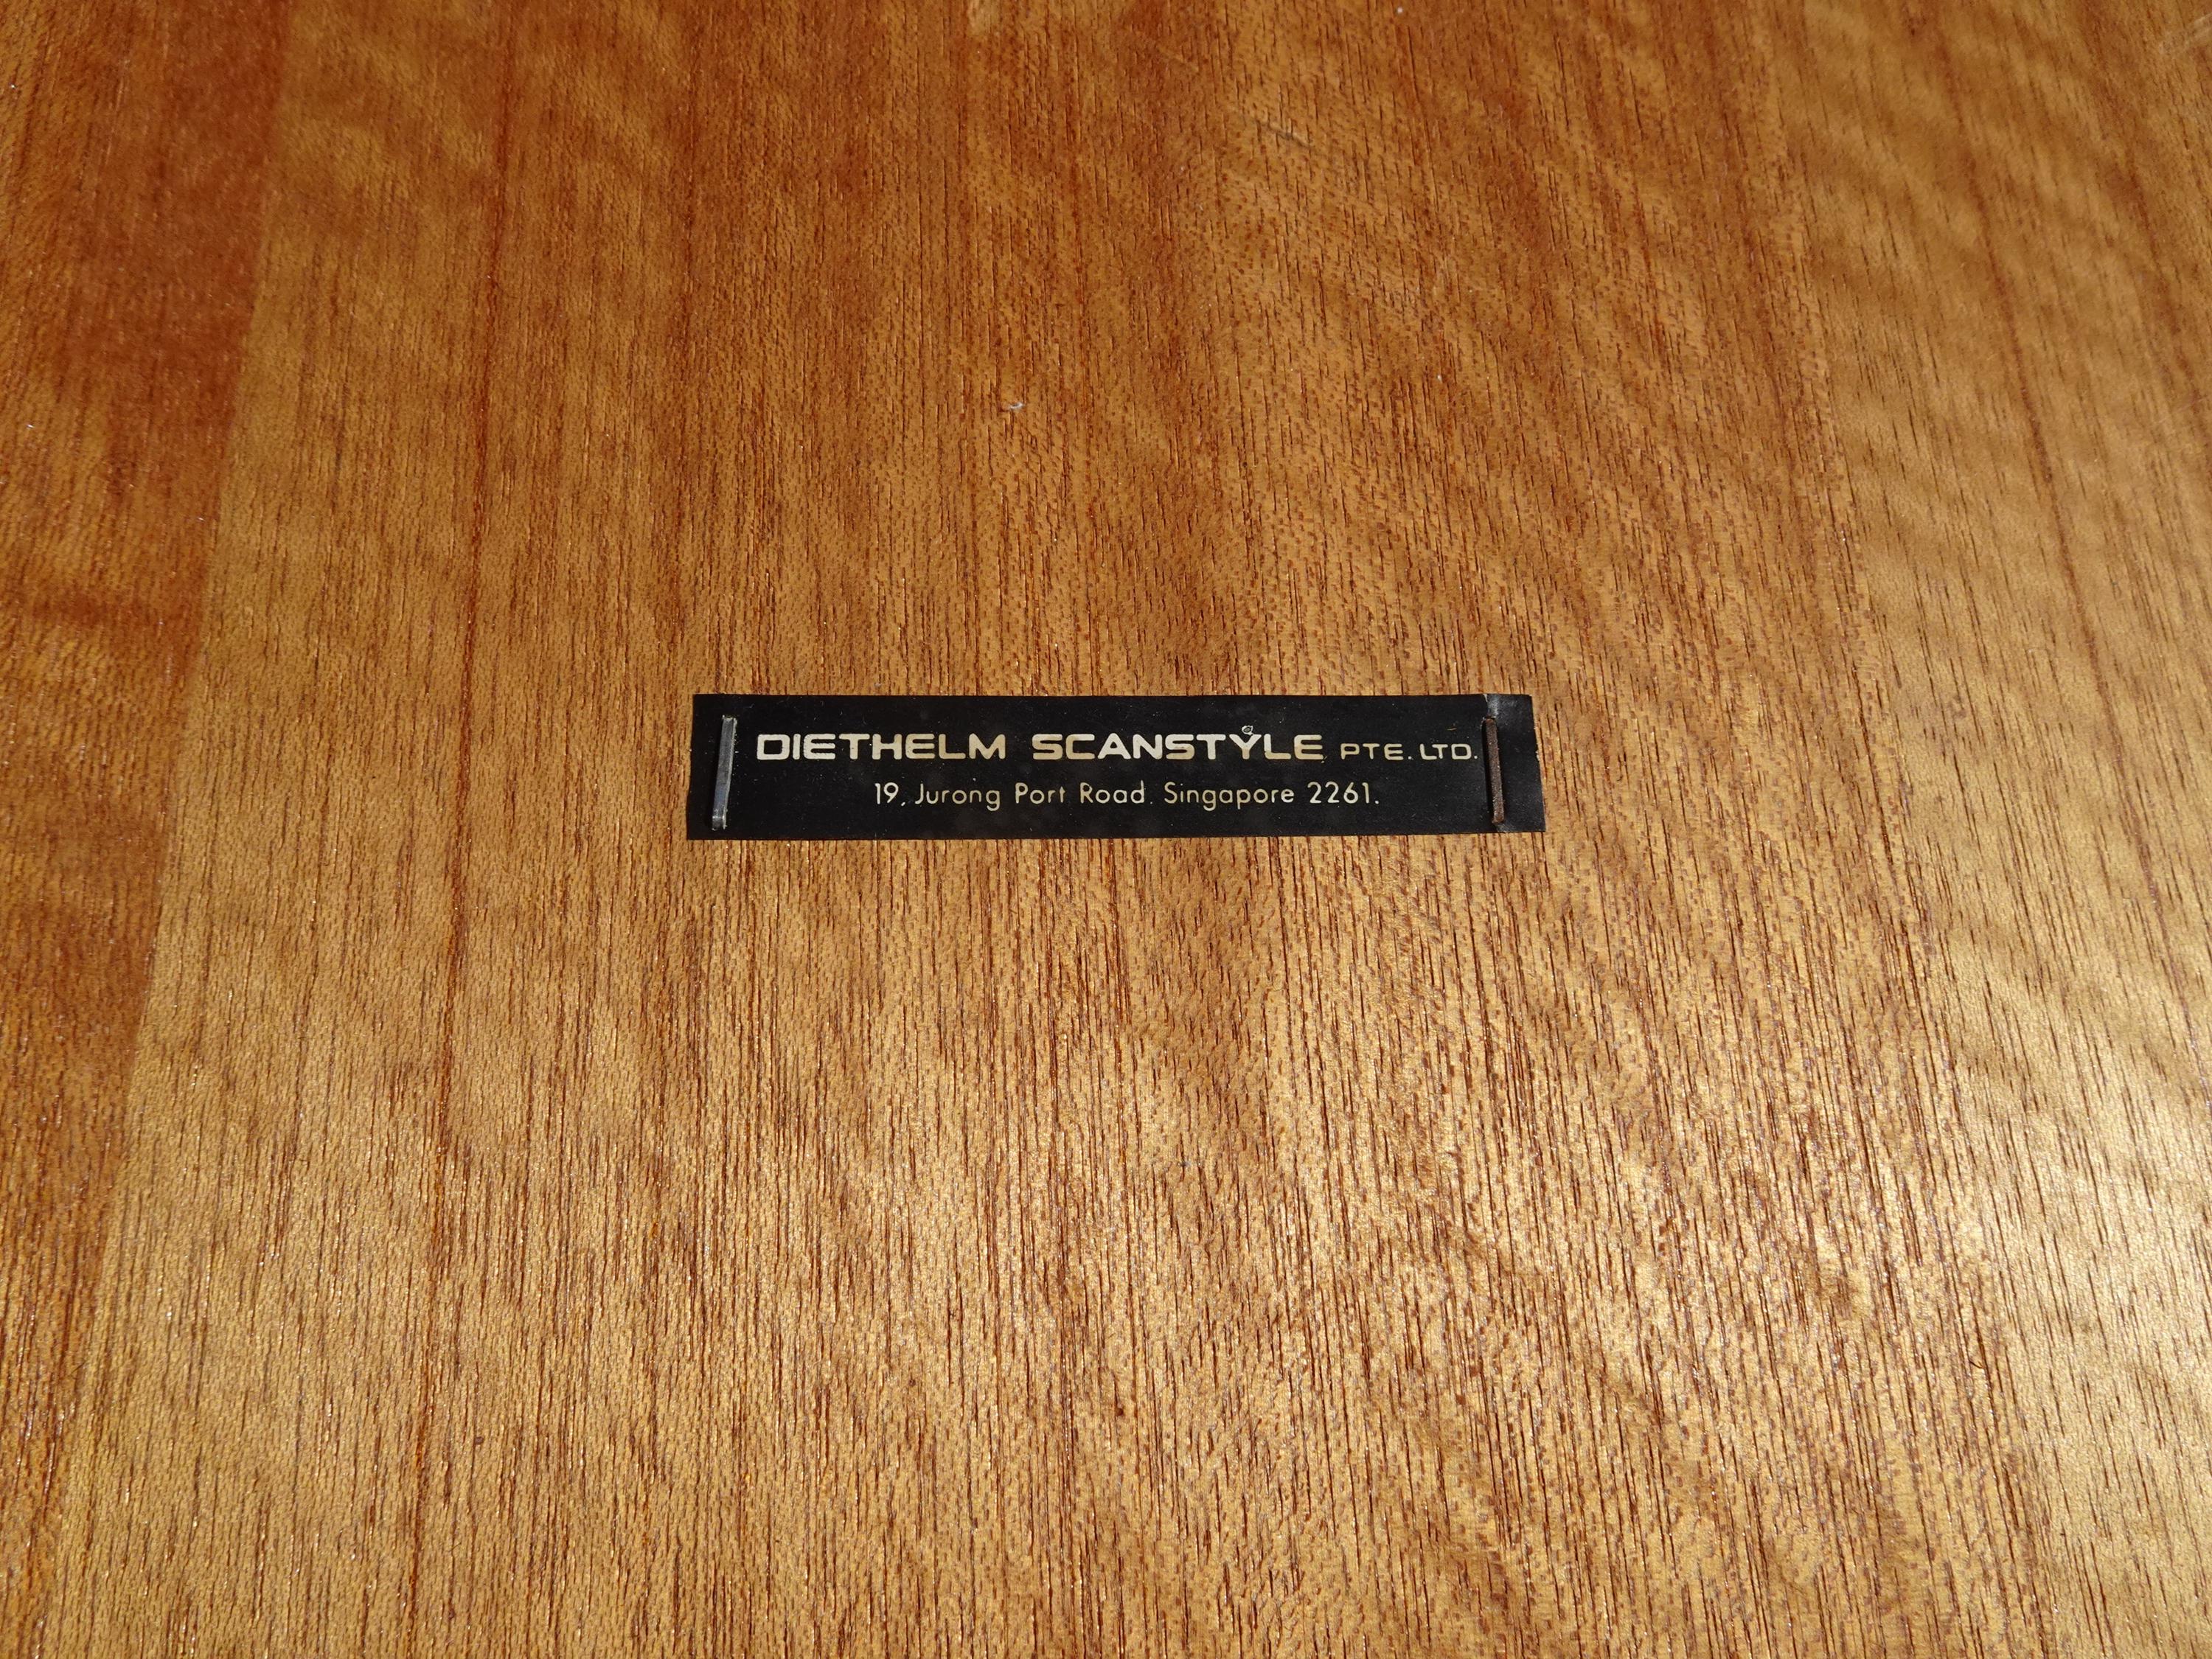 DIETHELM SCANSTYLE PTE. LTD.
19, Jurong Port Road, Singapore 2261.